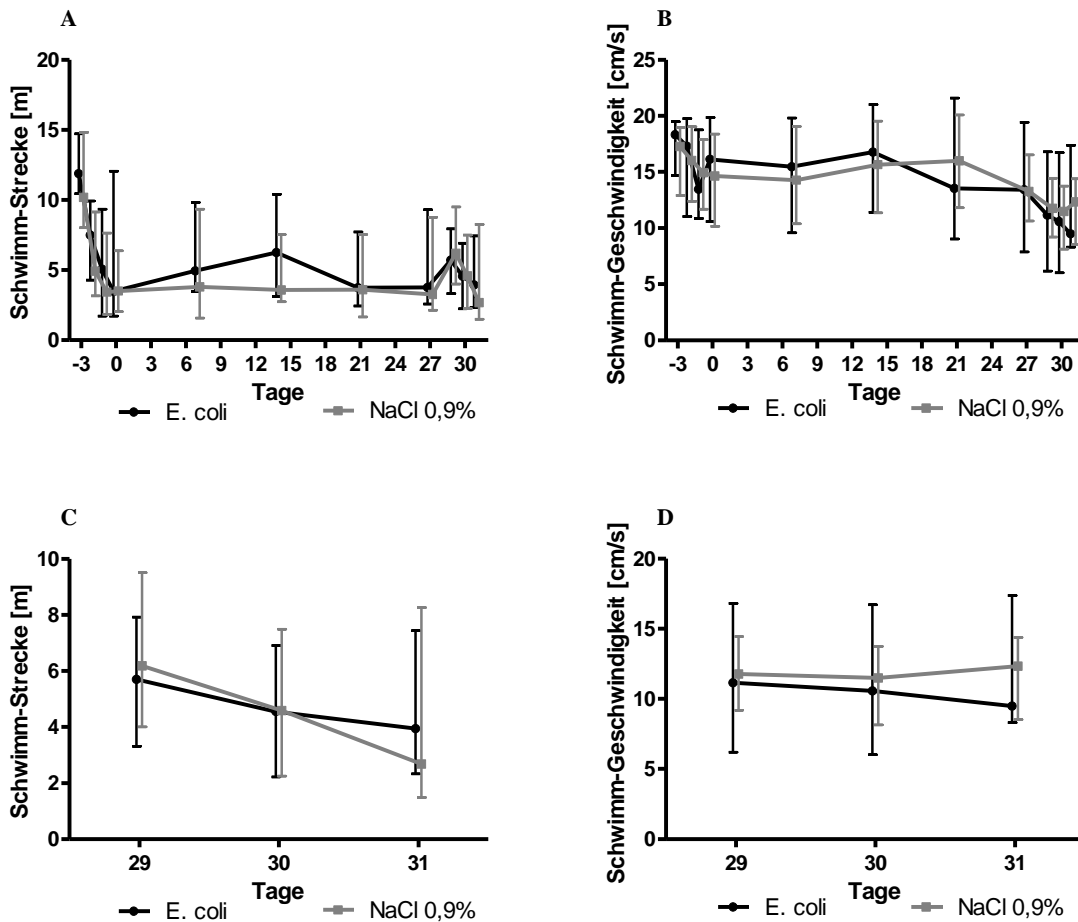 A
Schwimm-Strecke [m]
20
15
10
5
0
-3 0 3 6 9 12 15 18 21 24 27 30
Tage
E. coli NaCl 0,9%
B
Schwimm-Geschwindigkeit [cm/s]
25
20
15
10
5
0
-3 0 3 6 9 12 15 18 21 24 27 30
Tage
E. coli NaCl 0,9%
C
Schwimm-Strecke [m]
10
8
6
4
2
0
29 30 31
Tage
E. coli NaCl 0,9%
D
Schwimm-Geschwindigkeit [cm/s]
20
15
10
5
0
29 30 31
Tage
E. coli NaCl 0,9%